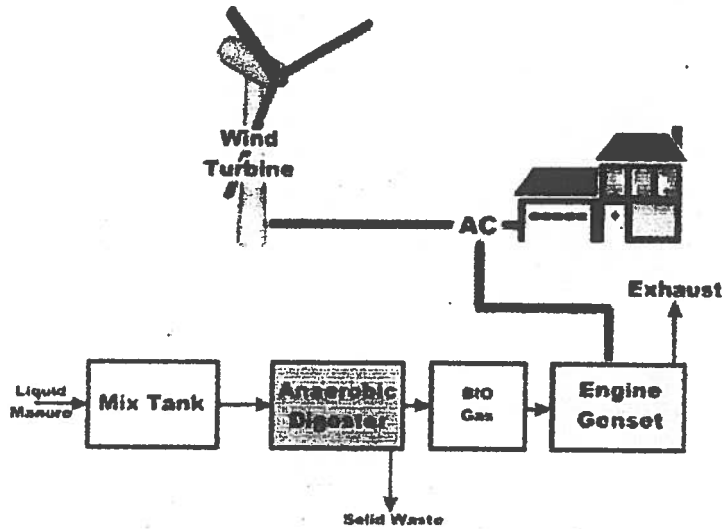 Wind
Turbine
AC
Exhaust
Liquid
Manure
Mix Tank
Anaerobic
Digester
BIO
Gas
Engine
Genset
Solid Waste